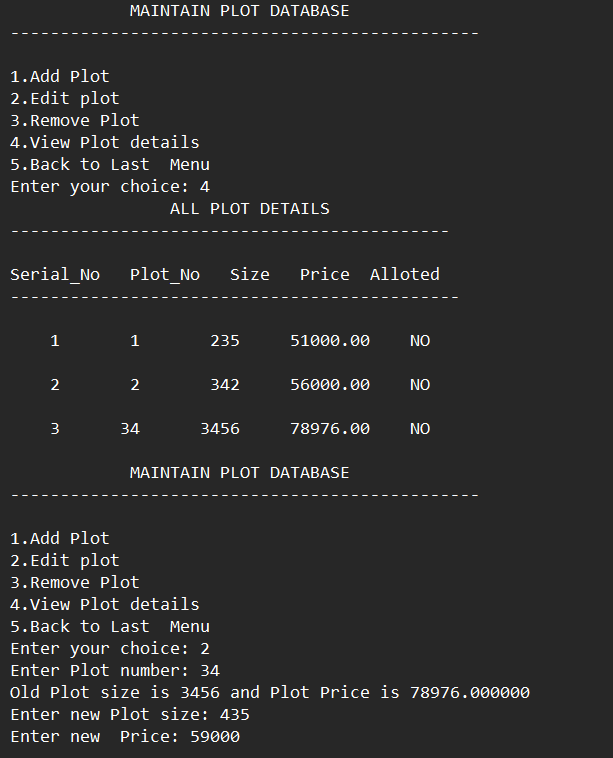 MAINTAIN PLOT DATABASE
-----------------------------------------------
1.Add Plot
2.Edit plot
3.Remove Plot
4.View Plot details
5.Back to Last  Menu
Enter your choice: 4
ALL PLOT DETAILS
--------------------------------------------
Serial_No   Plot_No   Size   Price  Alloted
---------------------------------------------
1       1       235     51000.00    NO
2       2       342     56000.00    NO
3      34      3456     78976.00    NO
MAINTAIN PLOT DATABASE
-----------------------------------------------
1.Add Plot
2.Edit plot
3.Remove Plot
4.View Plot details
5.Back to Last  Menu
Enter your choice: 2
Enter Plot number: 34
Old Plot size is 3456 and Plot Price is 78976.000000
Enter new Plot size: 435
Enter new  Price: 59000